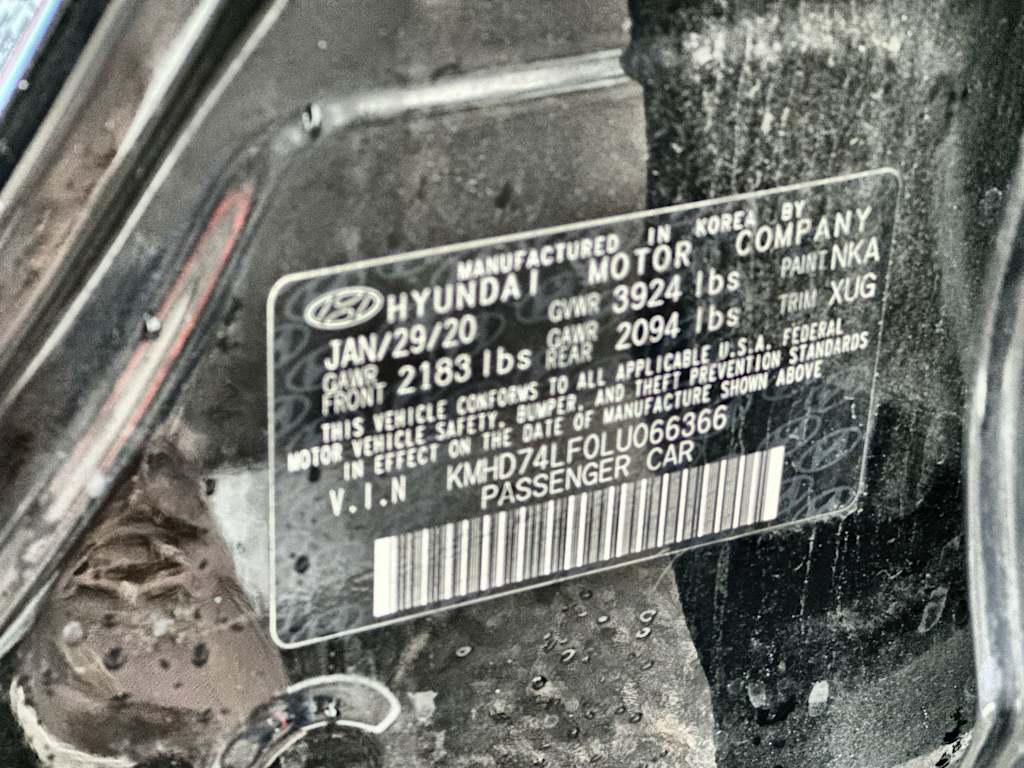 MANUFACTURED IN KOREA BY
HYUNDAI MOTOR COMPANY
JAN/29/20 GVWR 3924 lbs PAINT NKA
GAWR FRONT 2183 lbs GAWR REAR 2094 lbs TRIM XUG
THIS VEHICLE CONFORMS TO ALL APPLICABLE U.S.A. FEDERAL
MOTOR VEHICLE SAFETY, BUMPER, AND THEFT PREVENTION STANDARDS
IN EFFECT ON THE DATE OF MANUFACTURE SHOWN ABOVE
V.I.N KMHD74LF0LU066366
PASSENGER CAR